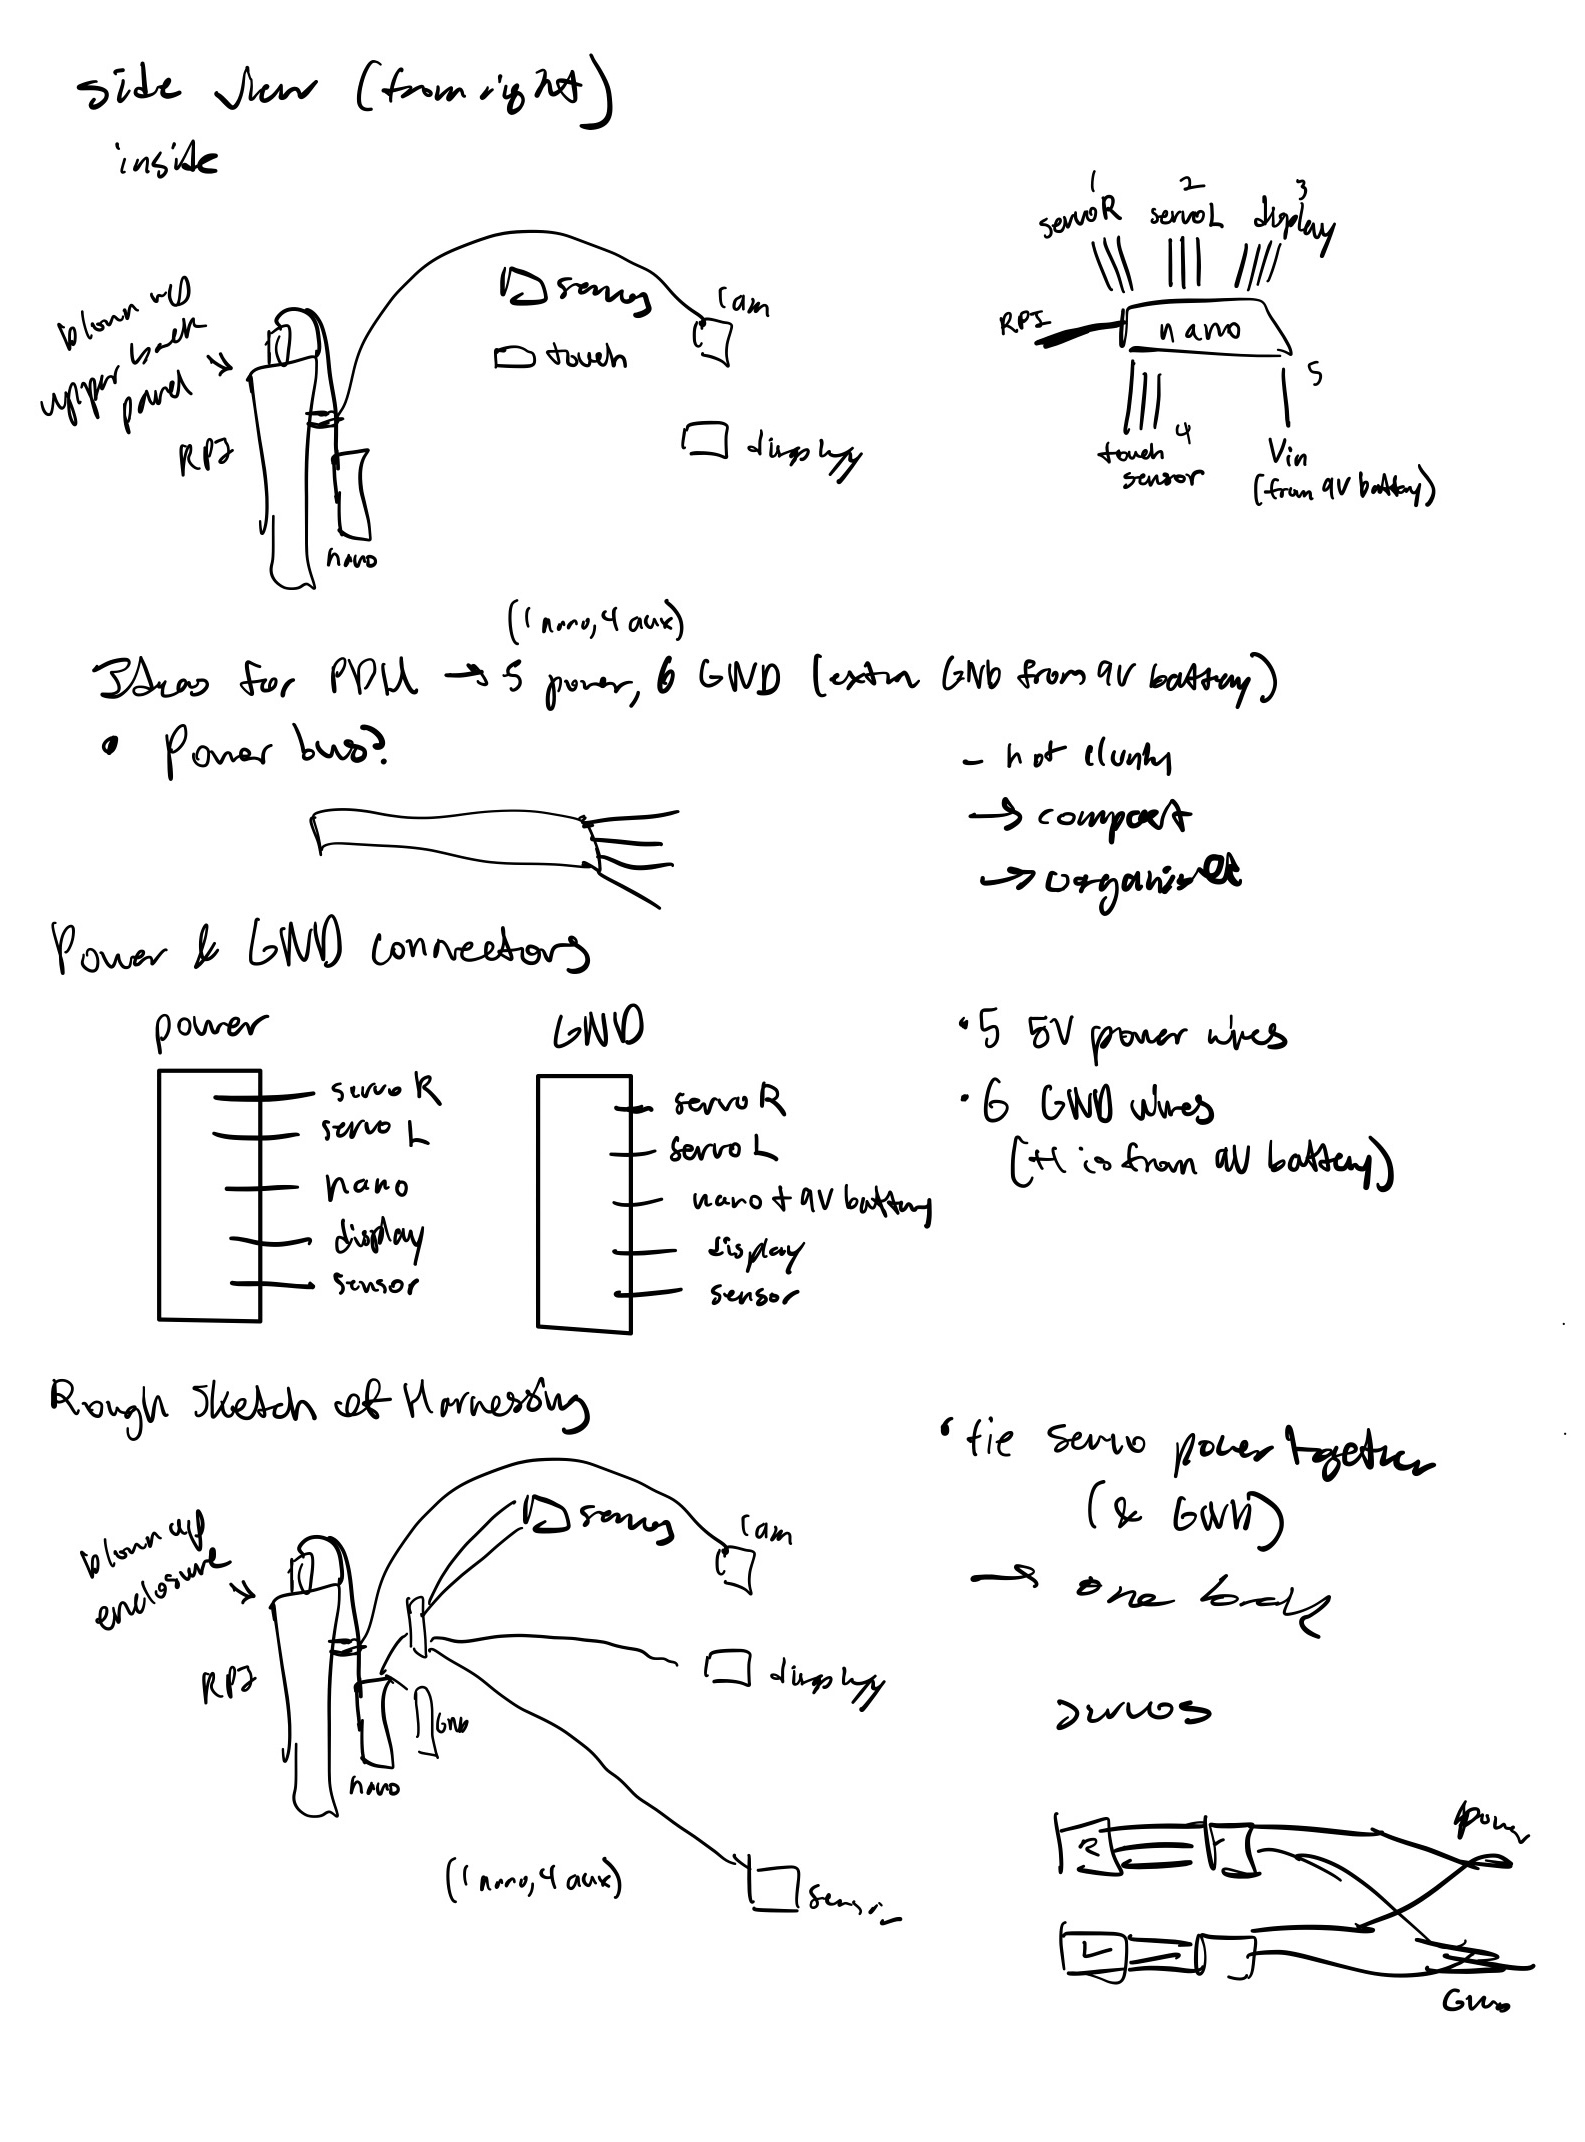 side view (from right)
inside
blown up
upper back
panel
RPI
nano
servos
touch
cam
display
1 2 3
servo R servo L display
RPI
nano
5
4
touch
sensor
Vin
(from 9V battery)
(1 nano, 4 aux)
Ideas for PDU → 5 power, 6 GND (extra GND from 9V battery)
• Power bus?
- not clunky
→ compact
→ organized
Power & GND connectors
power
servo R
servo L
nano
display
sensor
GND
servo R
servo L
nano + 9V battery
display
sensor
• 5 5V power wires
• 6 GND wires
(+1 is from 9V battery)
Rough Sketch of Harnessing
blown up
enclosure
RPI
nano
GND
servos
cam
display
sensor
(1 nano, 4 aux)
• tie servo power together
(& GND)
→ one
servos
R
L
power
GND